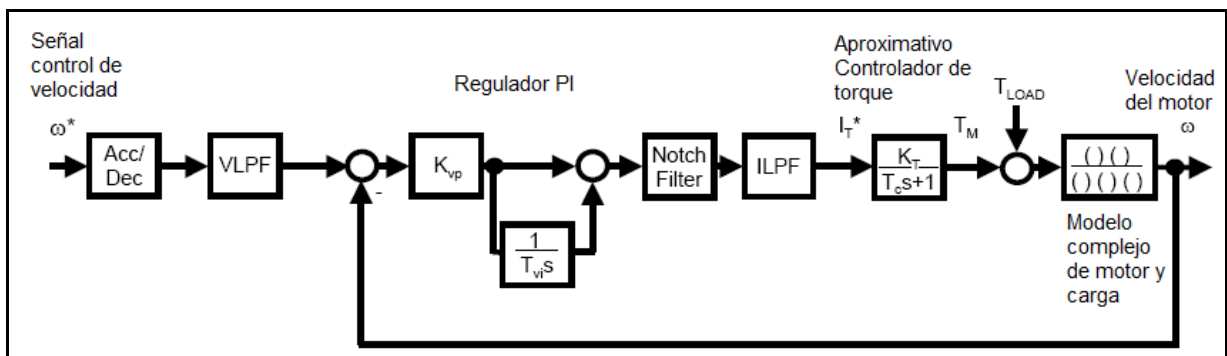 Señal
control de
velocidad
ω*
Acc/
Dec
VLPF
-
Regulador PI
K_vp
1
T_vi s
Notch
Filter
ILPF
Aproximativo
Controlador de
torque
I_T*
K_T
T_c s+1
T_M
T_LOAD
Velocidad
del motor
ω
( ) ( )
( ) ( ) ( )
Modelo
complejo
de motor y
carga